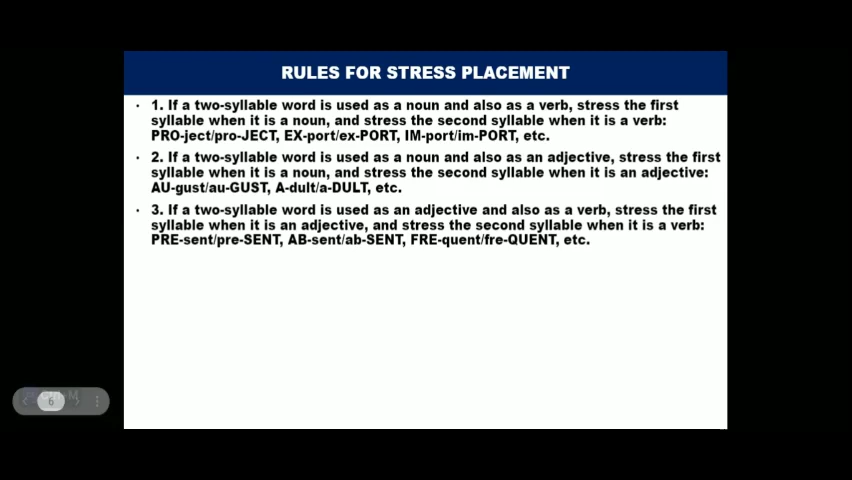 RULES FOR STRESS PLACEMENT
· 1. If a two-syllable word is used as a noun and also as a verb, stress the first
syllable when it is a noun, and stress the second syllable when it is a verb:
PRO-ject/pro-JECT, EX-port/ex-PORT, IM-port/im-PORT, etc.
· 2. If a two-syllable word is used as a noun and also as an adjective, stress the first
syllable when it is a noun, and stress the second syllable when it is an adjective:
AU-gust/au-GUST, A-dult/a-DULT, etc.
· 3. If a two-syllable word is used as an adjective and also as a verb, stress the first
syllable when it is an adjective, and stress the second syllable when it is a verb:
PRE-sent/pre-SENT, AB-sent/ab-SENT, FRE-quent/fre-QUENT, etc.
6